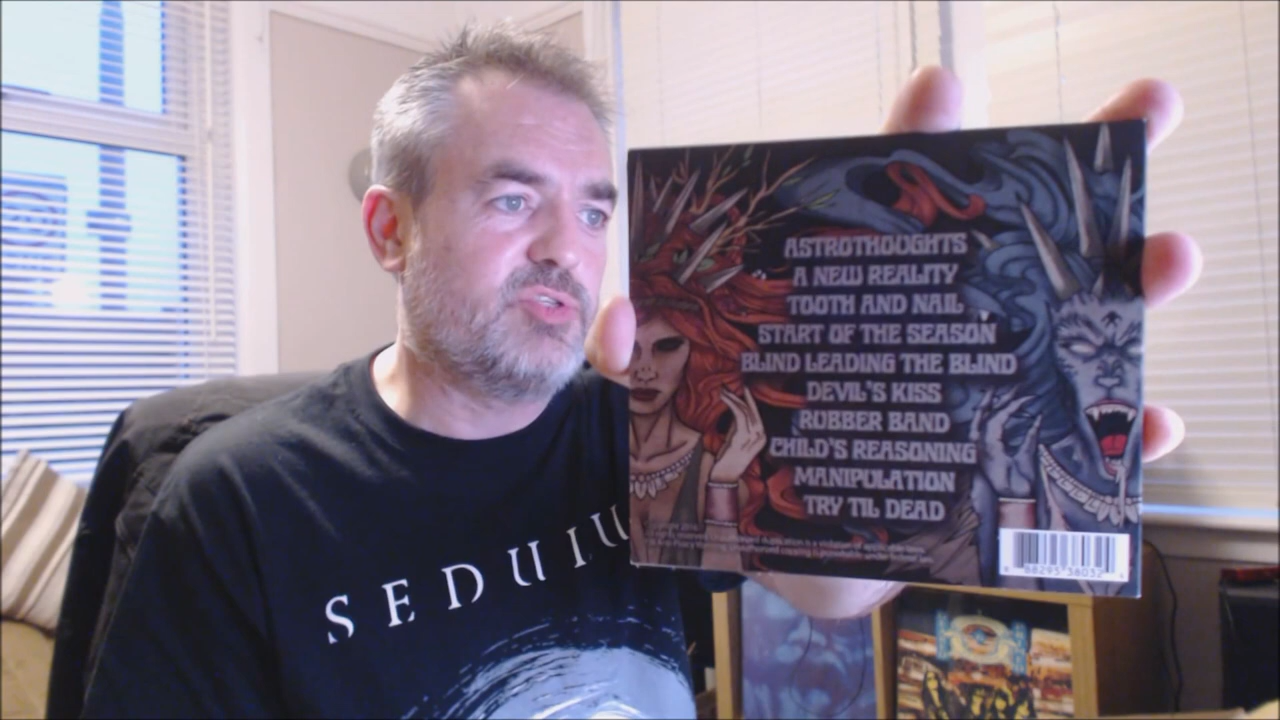 ASTROTHOUGHTS
A NEW REALITY
TOOTH AND NAIL
START OF THE SEASON
BLIND LEADING THE BLIND
DEVIL'S KISS
RUBBER BAND
CHILD'S REASONING
MANIPULATION
TRY TIL DEAD
SEDULU